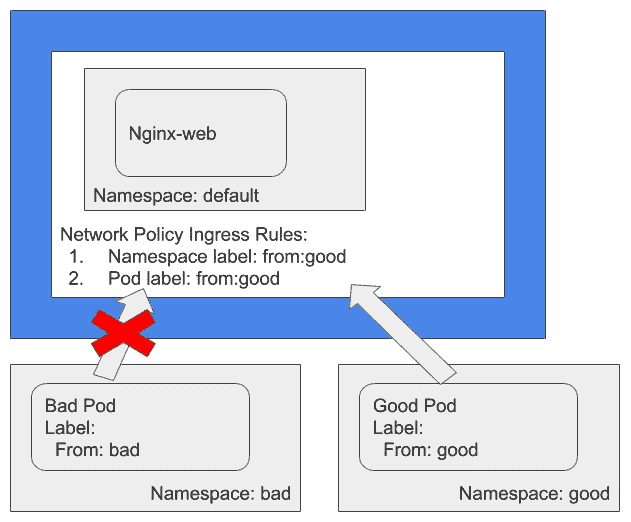 Nginx-web
Namespace: default
Network Policy Ingress Rules:
1. Namespace label: from:good
2. Pod label: from:good
Bad Pod
Label:
From: bad
Namespace: bad
Good Pod
Label:
From: good
Namespace: good